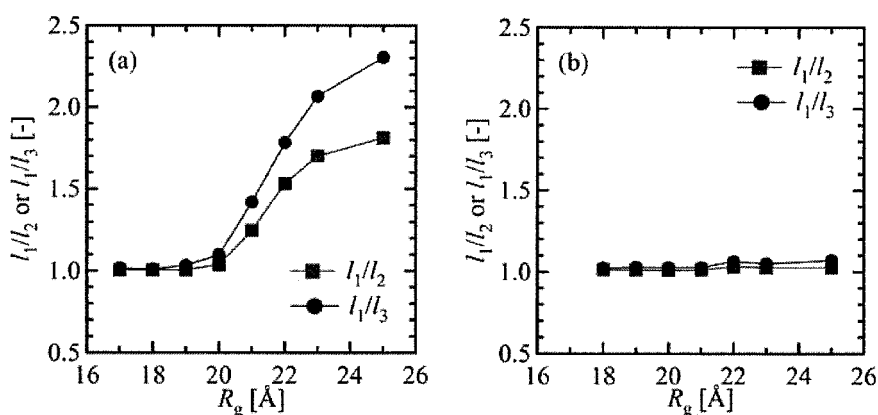 (a)
l1/l2 or l1/l3 [-]
2.5
2.0
1.5
1.0
0.5
l1/l2
l1/l3
16 18 20 22 24 26
Rg [Å]
(b)
l1/l2 or l1/l3 [-]
2.5
2.0
1.5
1.0
0.5
l1/l2
l1/l3
16 18 20 22 24 26
Rg [Å]